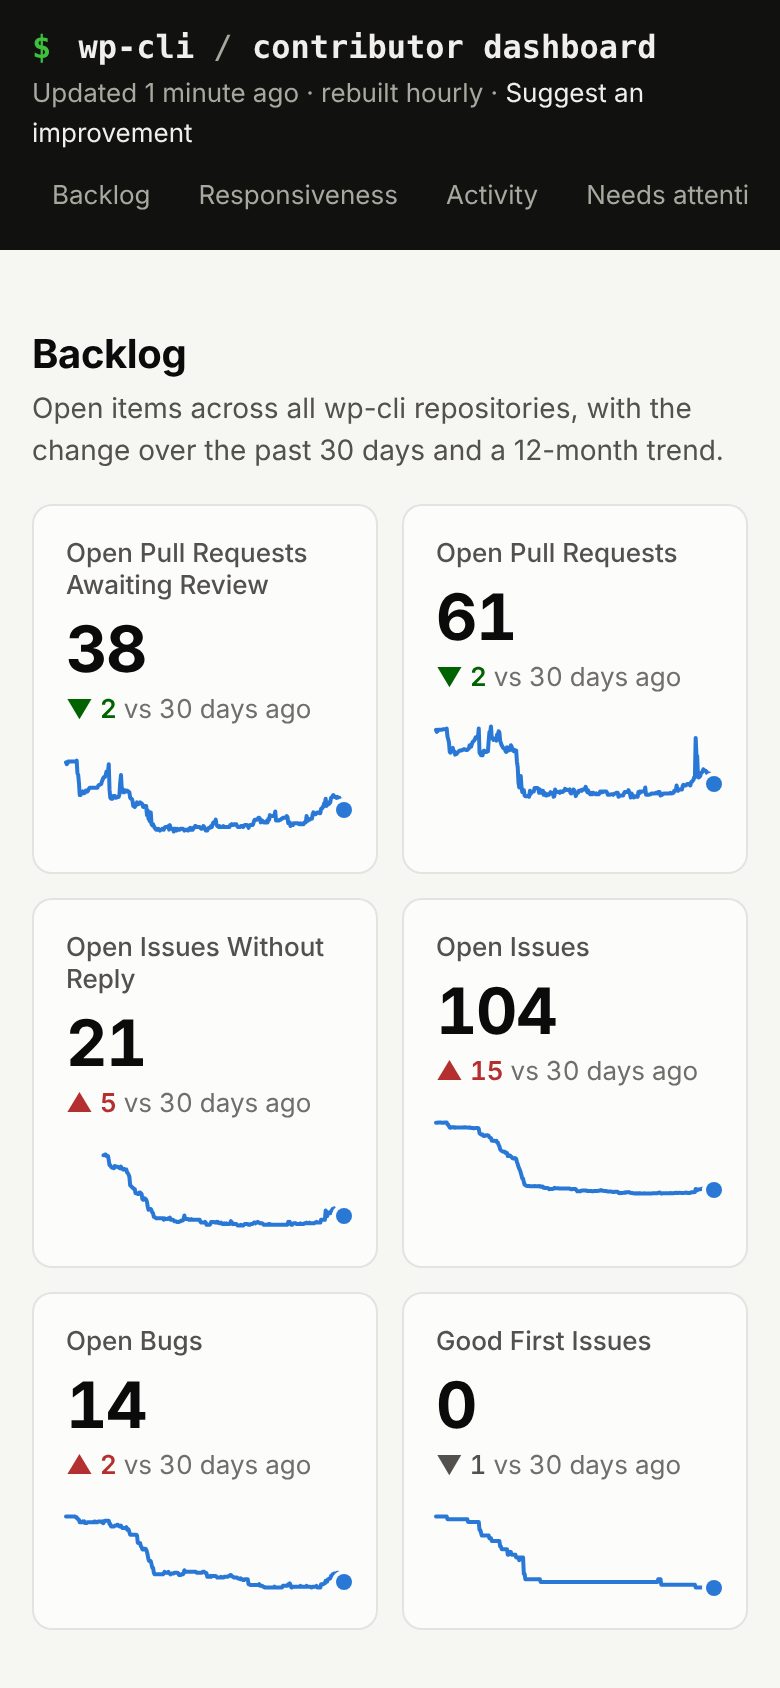 $ wp-cli / contributor dashboard
Updated 1 minute ago · rebuilt hourly · Suggest an
improvement
Backlog Responsiveness Activity Needs attenti
Backlog
Open items across all wp-cli repositories, with the
change over the past 30 days and a 12-month trend.
Open Pull Requests
Awaiting Review
38
▼ 2 vs 30 days ago
Open Pull Requests
61
▼ 2 vs 30 days ago
Open Issues Without
Reply
21
▲ 5 vs 30 days ago
Open Issues
104
▲ 15 vs 30 days ago
Open Bugs
14
▲ 2 vs 30 days ago
Good First Issues
0
▼ 1 vs 30 days ago